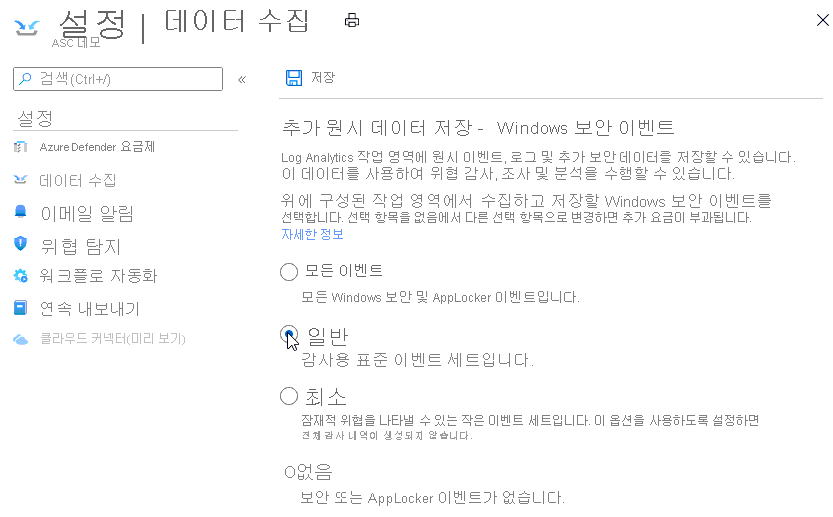 설정 | 데이터 수집
ASC 데모
검색(Ctrl+/)
«
저장
설정
Azure Defender 요금제
데이터 수집
이메일 알림
위협 탐지
워크플로 자동화
연속 내보내기
클라우드 커넥터(미리 보기)
추가 원시 데이터 저장 - Windows 보안 이벤트
Log Analytics 작업 영역에 원시 이벤트, 로그 및 추가 보안 데이터를 저장할 수 있습니다.
이 데이터를 사용하여 위협 감사, 조사 및 분석을 수행할 수 있습니다.
위에 구성된 작업 영역에서 수집하고 저장할 Windows 보안 이벤트를
선택합니다. 선택 항목을 없음에서 다른 선택 항목으로 변경하면 추가 요금이 부과됩니다.
자세한 정보
모든 이벤트
모든 Windows 보안 및 AppLocker 이벤트입니다.
일반
감사용 표준 이벤트 세트입니다.
최소
잠재적 위협을 나타낼 수 있는 작은 이벤트 세트입니다. 이 옵션을 사용하도록 설정하면
전체 감사 내역이 생성되지 않습니다.
O없음
보안 또는 AppLocker 이벤트가 없습니다.